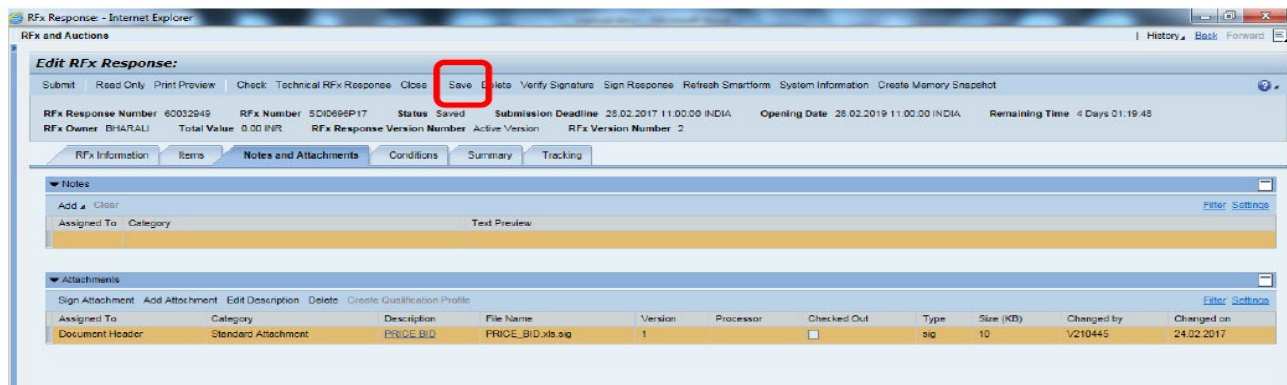 RFx Response: - Internet Explorer
RFx and Auctions History Back Forward
Edit RFx Response:
Submit Read Only Print Preview Check Technical RFx Response Close Save Delete Verify Signature Sign Response Refresh Smartform System Information Create Memory Snapshot
RFx Response Number 60032949 RFx Number SDI0696P17 Status Saved Submission Deadline 28.02.2017 11:00:00 INDIA Opening Date 28.02.2019 11:00:00 INDIA Remaining Time 4 Days 01:19:48
RFx Owner BHARALI Total Value 0.00 INR RFx Response Version Number Active Version RFx Version Number 2
RFx Information Items Notes and Attachments Conditions Summary Tracking
Notes
Add Clear Filter Settings
Assigned To Category Text Preview
Attachments
Sign Attachment Add Attachment Edit Description Delete Create Qualification Profile Filter Settings
Assigned To Category Description File Name Version Processor Checked Out Type Size (KB) Changed by Changed on
Document Header Standard Attachment PRICE BID PRICE_BID.xls.sig 1 sig 10 V210445 24.02.2017